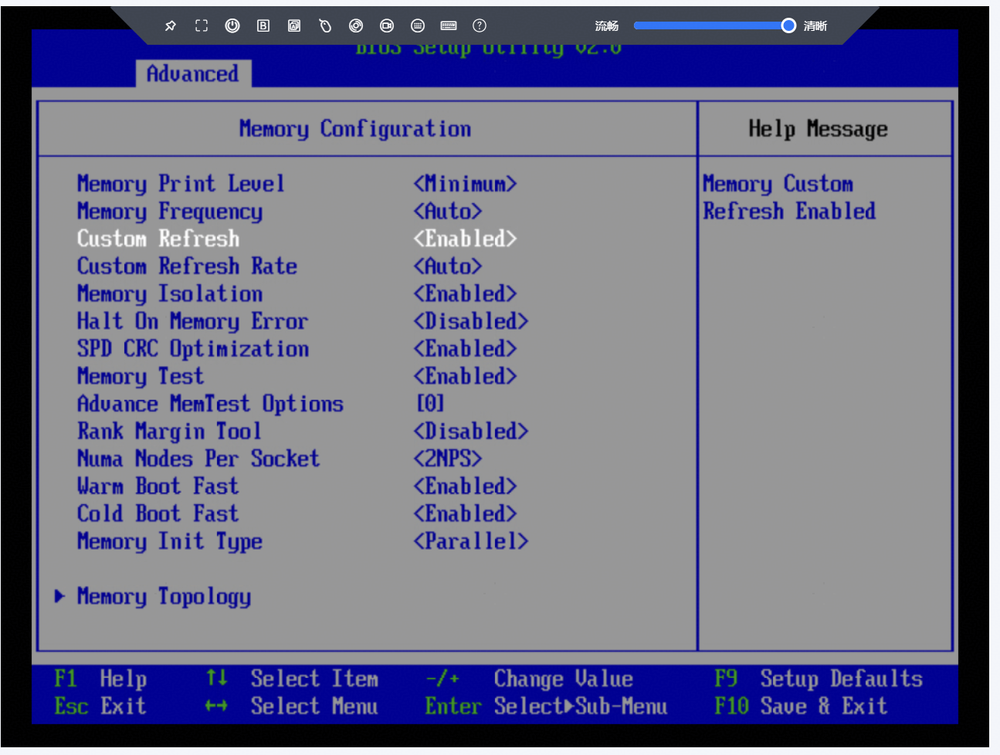 流畅 清晰
BIOS Setup Utility V2.0
Advanced
Memory Configuration
Help Message
Memory Print Level <Minimum>
Memory Frequency <Auto>
Custom Refresh <Enabled>
Custom Refresh Rate <Auto>
Memory Isolation <Enabled>
Halt On Memory Error <Disabled>
SPD CRC Optimization <Enabled>
Memory Test <Enabled>
Advance MemTest Options [0]
Rank Margin Tool <Disabled>
Numa Nodes Per Socket <2NPS>
Warm Boot Fast <Enabled>
Cold Boot Fast <Enabled>
Memory Init Type <Parallel>
Memory Topology
Memory Custom
Refresh Enabled
F1 Help ↑↓ Select Item -/+ Change Value F9 Setup Defaults
Esc Exit ←→ Select Menu Enter Select▶Sub-Menu F10 Save & Exit